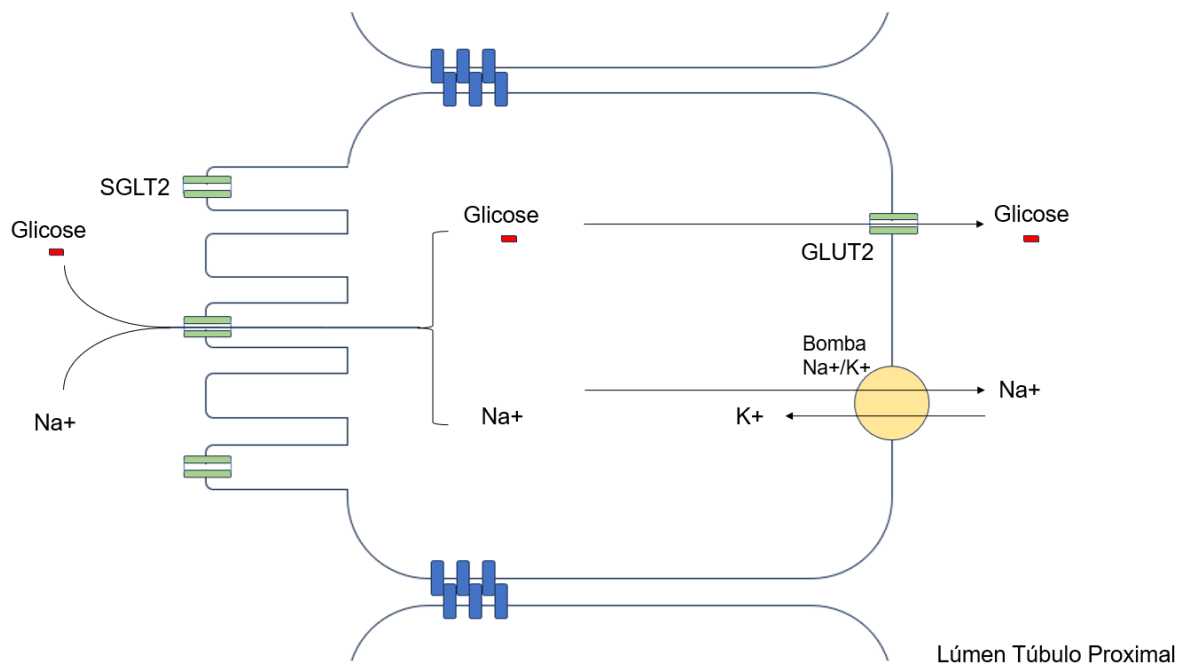 SGLT2
Glicose
Glicose
Glicose
GLUT2
Bomba
Na+/K+
Na+
Na+
K+
Na+
Lúmen Túbulo Proximal